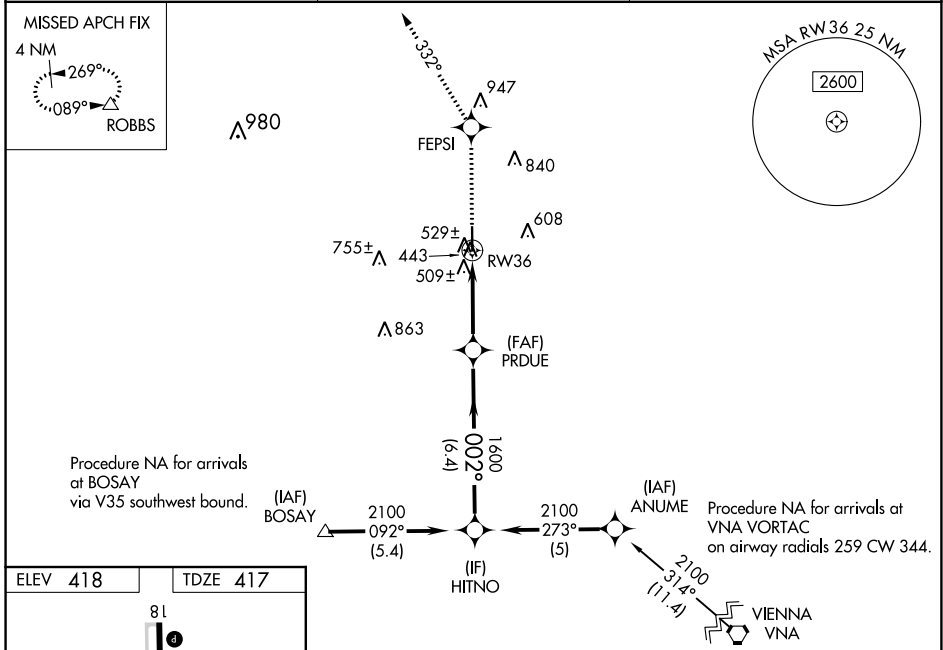 MISSED APCH FIX
4 NM
269°
089°
ROBBS
332°
947
FEPSI
980
840
MSA RW36 25 NM
2600
608
529±
755±
443
RW36
509±
863
(FAF)
PRDUE
1600
002°
(6.4)
Procedure NA for arrivals
at BOSAY
via V35 southwest bound.
(IAF)
BOSAY
2100
092°
(5.4)
(IF)
HITNO
2100
273°
(5)
(IAF)
ANUME
Procedure NA for arrivals at
VNA VORTAC
on airway radials 259 CW 344.
2100
314°
(11.4)
VIENNA
VNA
ELEV 418
TDZE 417
18
P